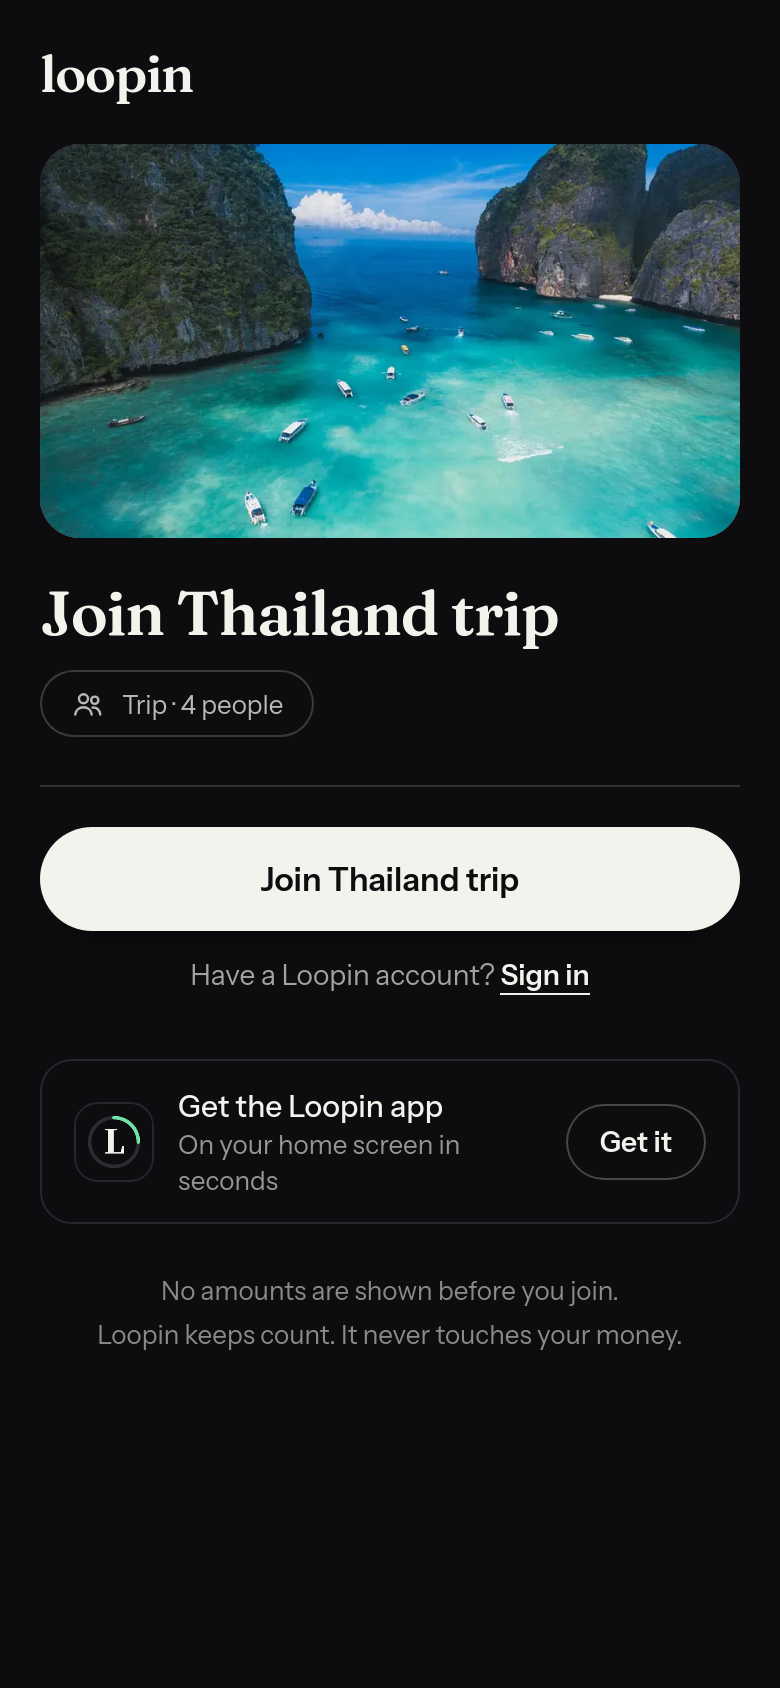 loopin
Join Thailand trip
Trip · 4 people
Join Thailand trip
Have a Loopin account? Sign in
Get the Loopin app
On your home screen in
seconds
L
Get it
No amounts are shown before you join.
Loopin keeps count. It never touches your money.